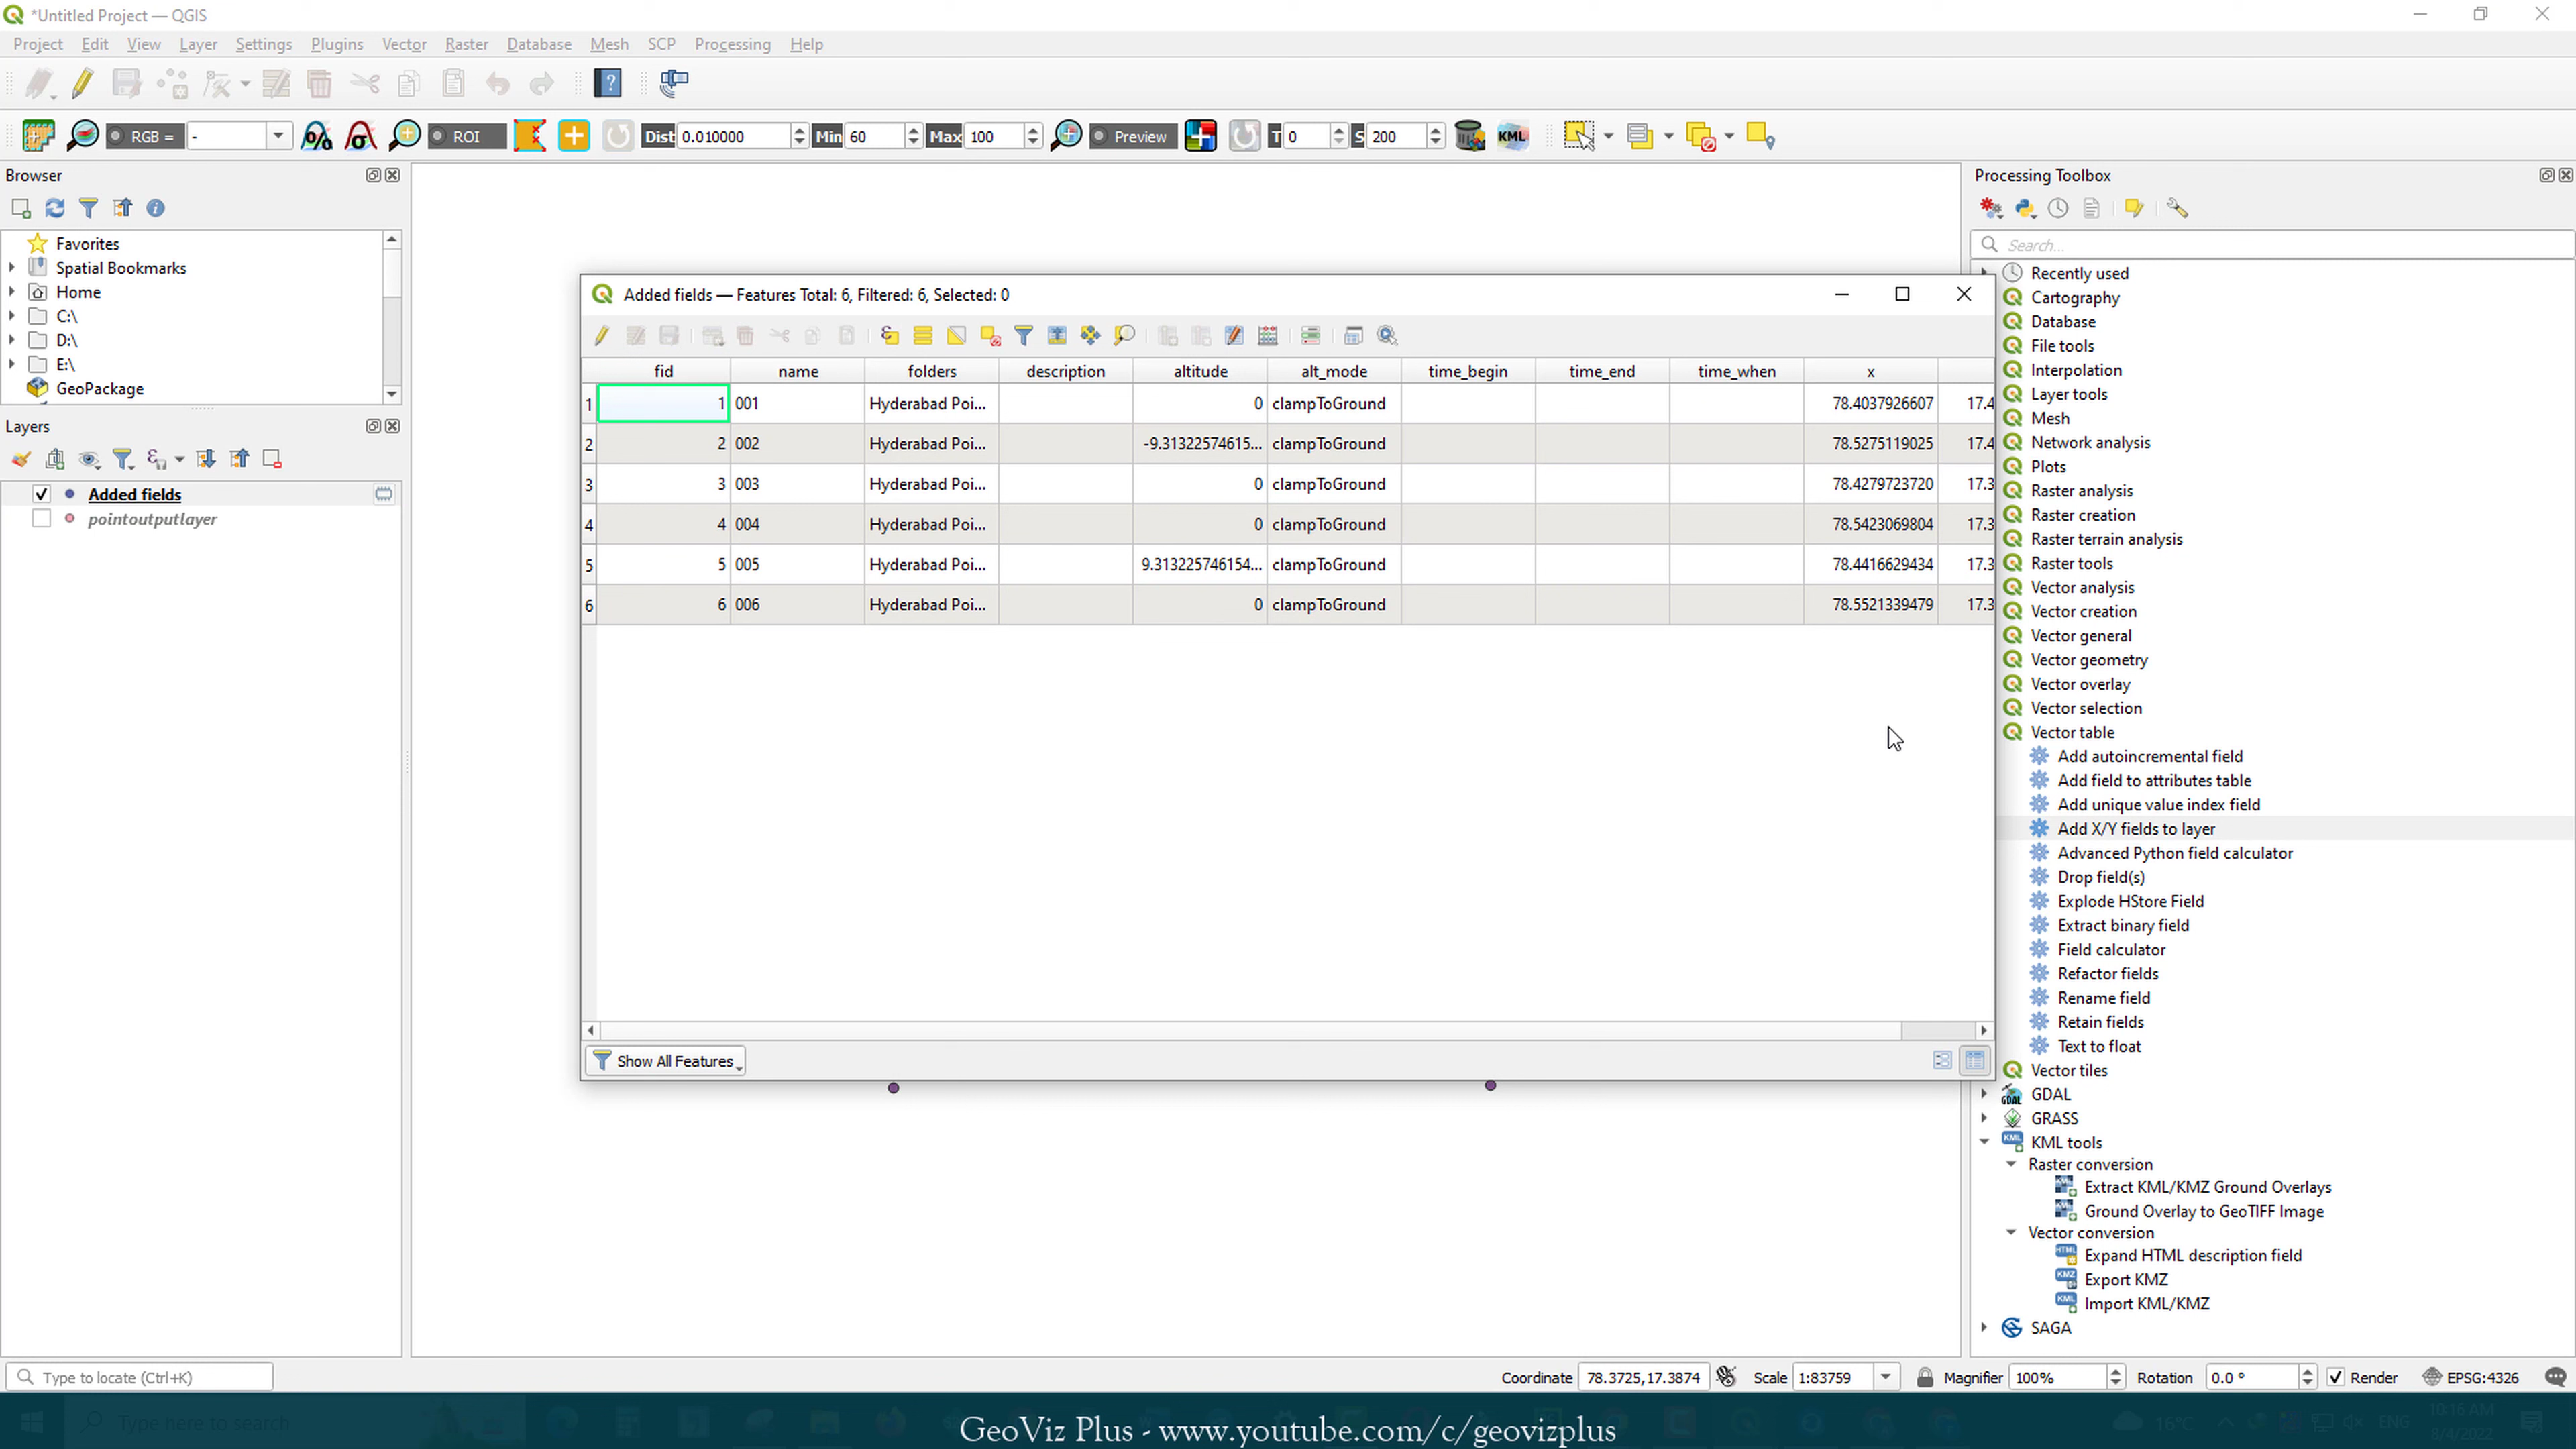 *Untitled Project — QGIS
Project Edit View Layer Settings Plugins Vector Raster Database Mesh SCP Processing Help
RGB = - ROI Dist 0.010000 Min 60 Max 100 Preview T 0 S 200 KML
Browser
Favorites
Spatial Bookmarks
Home
C:\
D:\
E:\
GeoPackage
Layers
Added fields
pointoutputlayer
Added fields — Features Total: 6, Filtered: 6, Selected: 0
fid name folders description altitude alt_mode time_begin time_end time_when x
1 1 001 Hyderabad Poi... 0 clampToGround 78.4037926607 17.4
2 2 002 Hyderabad Poi... -9.31322574615... clampToGround 78.5275119025 17.4
3 3 003 Hyderabad Poi... 0 clampToGround 78.4279723720 17.3
4 4 004 Hyderabad Poi... 0 clampToGround 78.5423069804 17.3
5 5 005 Hyderabad Poi... 9.313225746154... clampToGround 78.4416629434 17.3
6 6 006 Hyderabad Poi... 0 clampToGround 78.5521339479 17.3
Show All Features
Processing Toolbox
Search...
Recently used
Cartography
Database
File tools
Interpolation
Layer tools
Mesh
Network analysis
Plots
Raster analysis
Raster creation
Raster terrain analysis
Raster tools
Vector analysis
Vector creation
Vector general
Vector geometry
Vector overlay
Vector selection
Vector table
Add autoincremental field
Add field to attributes table
Add unique value index field
Add X/Y fields to layer
Advanced Python field calculator
Drop field(s)
Explode HStore Field
Extract binary field
Field calculator
Refactor fields
Rename field
Retain fields
Text to float
Vector tiles
GDAL
GRASS
KML tools
Raster conversion
Extract KML/KMZ Ground Overlays
Ground Overlay to GeoTIFF Image
Vector conversion
Expand HTML description field
Export KMZ
Import KML/KMZ
SAGA
Type to locate (Ctrl+K) Coordinate 78.3725,17.3874 Scale 1:83759 Magnifier 100% Rotation 0.0 ° Render EPSG:4326
Type here to search 16°C ENG 10:16 AM
8/4/2022
GeoViz Plus - www.youtube.com/c/geovizplus